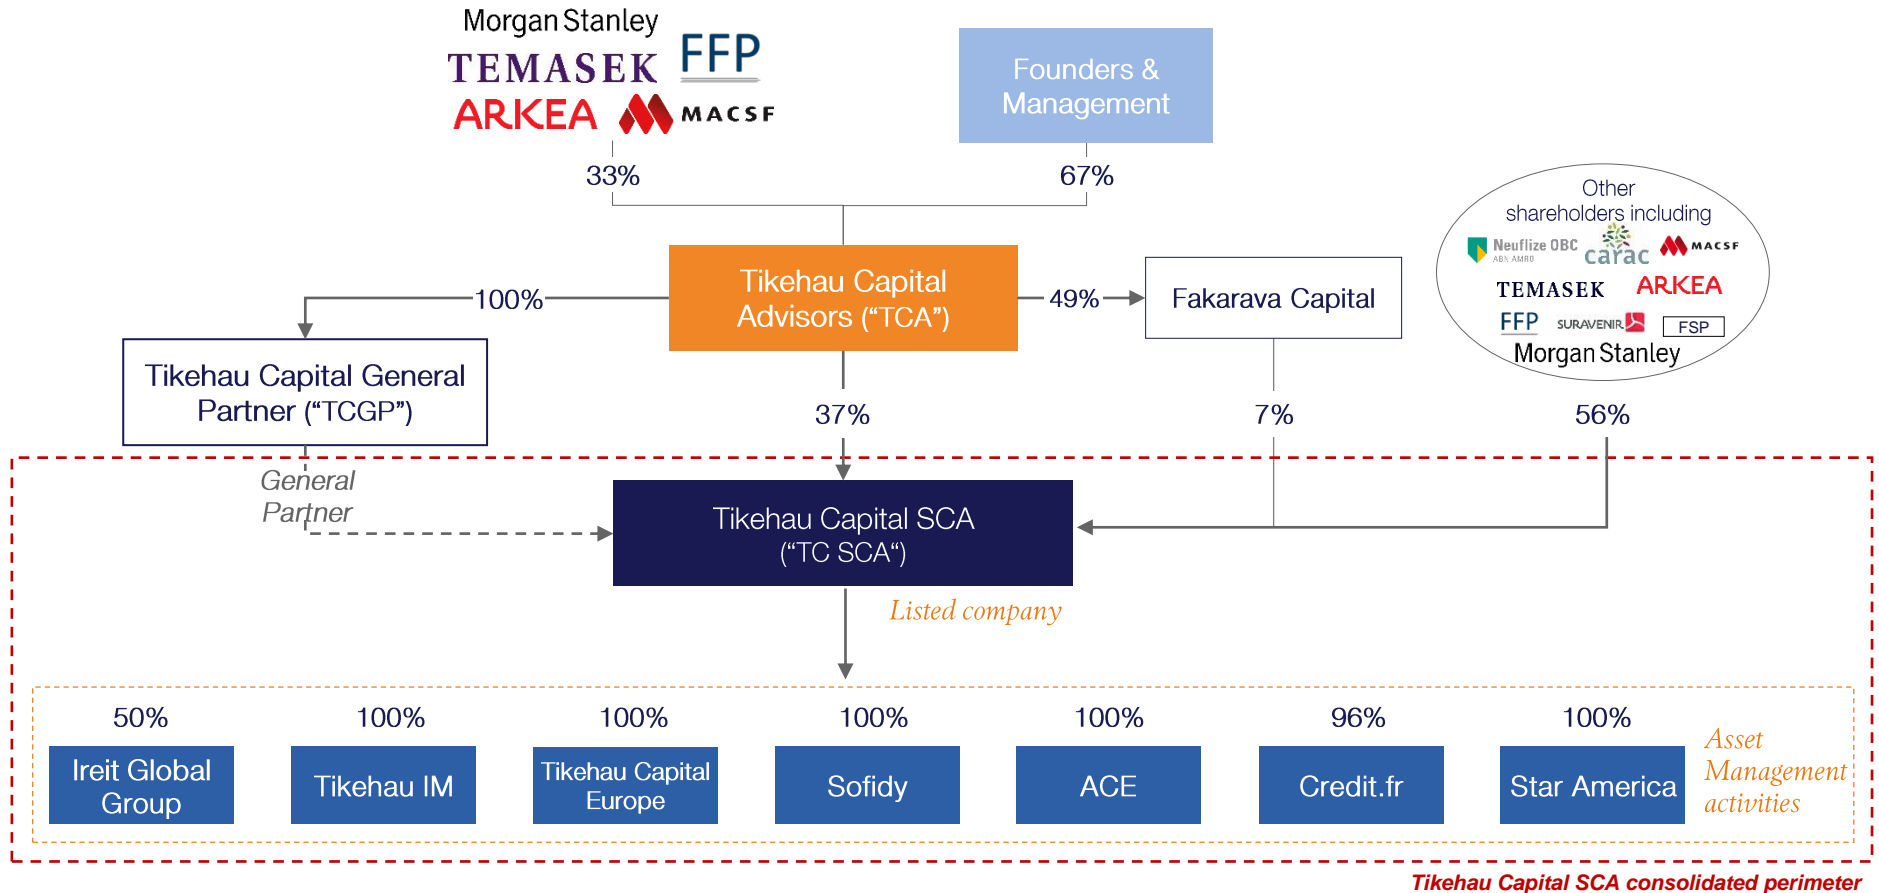 Morgan Stanley
TEMASEK
FFP
ARKEA
MACSF
Founders &
Management
33%
67%
Other
shareholders including
Neuflize OBC
ABN AMRO
carac
MACSF
TEMASEK
ARKEA
FFP
SURAVENIR
FSP
Morgan Stanley
Tikehau Capital
Advisors (“TCA”)
100%
49%
Fakarava Capital
Tikehau Capital General
Partner (“TCGP”)
37%
7%
56%
General
Partner
Tikehau Capital SCA
(“TC SCA“)
Listed company
50%
100%
100%
100%
100%
96%
100%
Ireit Global
Group
Tikehau IM
Tikehau Capital
Europe
Sofidy
ACE
Credit.fr
Star America
Asset
Management
activities
Tikehau Capital SCA consolidated perimeter